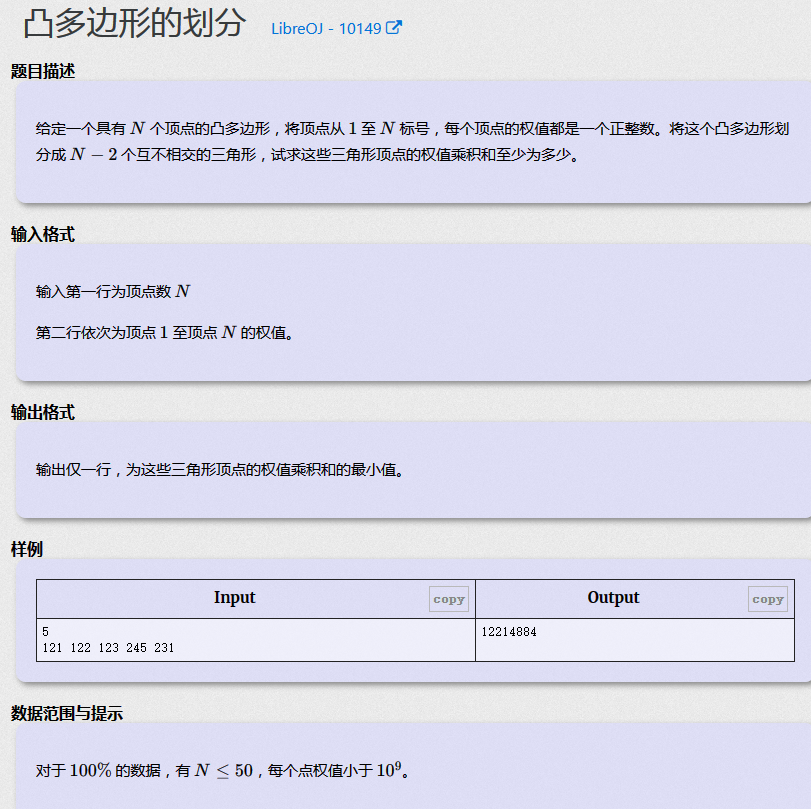 凸多边形的划分 LibreOJ - 10149
题目描述
给定一个具有 N 个顶点的凸多边形，将顶点从 1 至 N 标号，每个顶点的权值都是一个正整数。将这个凸多边形划
分成 N − 2 个互不相交的三角形，试求这些三角形顶点的权值乘积和至少为多少。
输入格式
输入第一行为顶点数 N
第二行依次为顶点 1 至顶点 N 的权值。
输出格式
输出仅一行，为这些三角形顶点的权值乘积和的最小值。
样例
Input copy Output copy
5 12214884
121 122 123 245 231
数据范围与提示
对于 100% 的数据，有 N ≤ 50，每个点权值小于 10⁹。